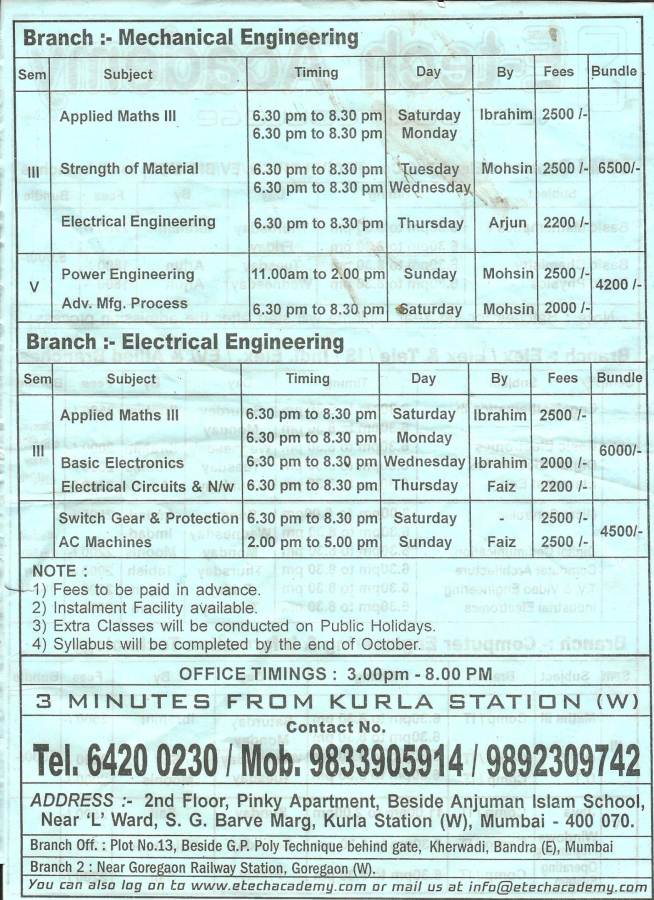 Branch :- Mechanical Engineering
Sem Subject Timing Day By Fees Bundle
Applied Maths III 6.30 pm to 8.30 pm Saturday Ibrahim 2500 /-
6.30 pm to 8.30 pm Monday
III Strength of Material 6.30 pm to 8.30 pm Tuesday Mohsin 2500 /- 6500/-
6.30 pm to 8.30 pm Wednesday
Electrical Engineering 6.30 pm to 8.30 pm Thursday Arjun 2200 /-
Power Engineering 11.00am to 2.00 pm Sunday Mohsin 2500 /-
V 4200 /-
Adv. Mfg. Process 6.30 pm to 8.30 pm Saturday Mohsin 2000 /-
Branch :- Electrical Engineering
Sem Subject Timing Day By Fees Bundle
Applied Maths III 6.30 pm to 8.30 pm Saturday Ibrahim 2500 /-
6.30 pm to 8.30 pm Monday
III 6000/-
Basic Electronics 6.30 pm to 8.30 pm Wednesday Ibrahim 2000 /-
Electrical Circuits & N/w 6.30 pm to 8.30 pm Thursday Faiz 2200 /-
Switch Gear & Protection 6.30 pm to 8.30 pm Saturday - 2500 /-
4500/-
AC Machines 2.00 pm to 5.00 pm Sunday Faiz 2500 /-
NOTE :
1) Fees to be paid in advance.
2) Instalment Facility available.
3) Extra Classes will be conducted on Public Holidays.
4) Syllabus will be completed by the end of October.
OFFICE TIMINGS : 3.00pm - 8.00 PM
3 MINUTES FROM KURLA STATION (W)
Contact No.
Tel. 6420 0230 / Mob. 9833905914 / 9892309742
ADDRESS :- 2nd Floor, Pinky Apartment, Beside Anjuman Islam School,
Near 'L' Ward, S. G. Barve Marg, Kurla Station (W), Mumbai - 400 070.
Branch Off. : Plot No.13, Beside G.P. Poly Technique behind gate, Kherwadi, Bandra (E), Mumbai
Branch 2 : Near Goregaon Railway Station, Goregaon (W).
You can also log on to www.etechacademy.com or mail us at info@etechacademy.com